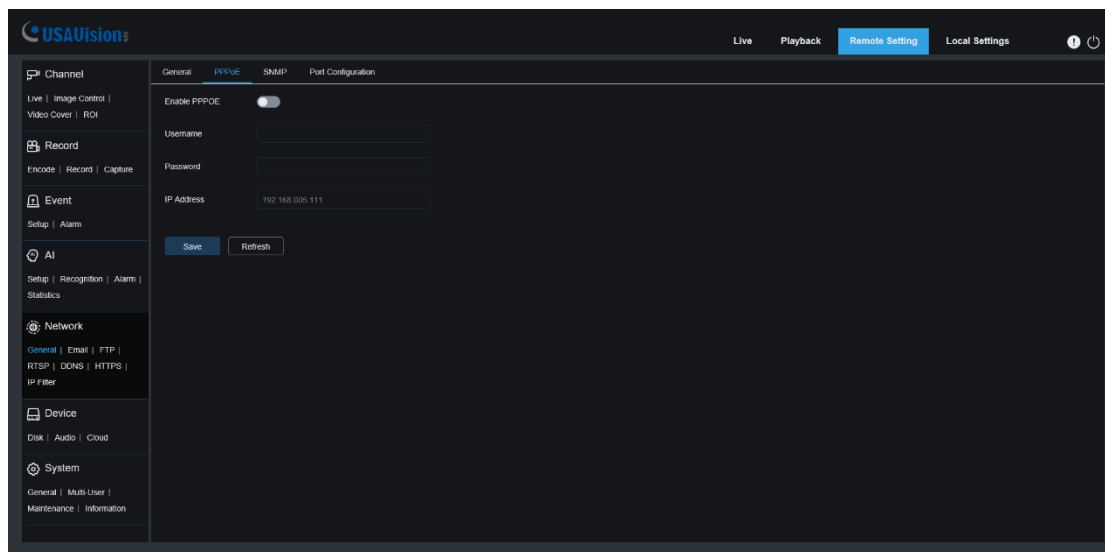 USAVision
Live Playback Remote Setting Local Settings
Channel
Live | Image Control |
Video Cover | ROI
Record
Encode | Record | Capture
Event
Setup | Alarm
AI
Setup | Recognition | Alarm |
Statistics
Network
General | Email | FTP |
RTSP | DDNS | HTTPS |
IP Filter
Device
Disk | Audio | Cloud
System
General | Multi-User |
Maintenance | Information
General PPPoE SNMP Port Configuration
Enable PPPOE
Username
Password
IP Address 192.168.005.111
Save Refresh